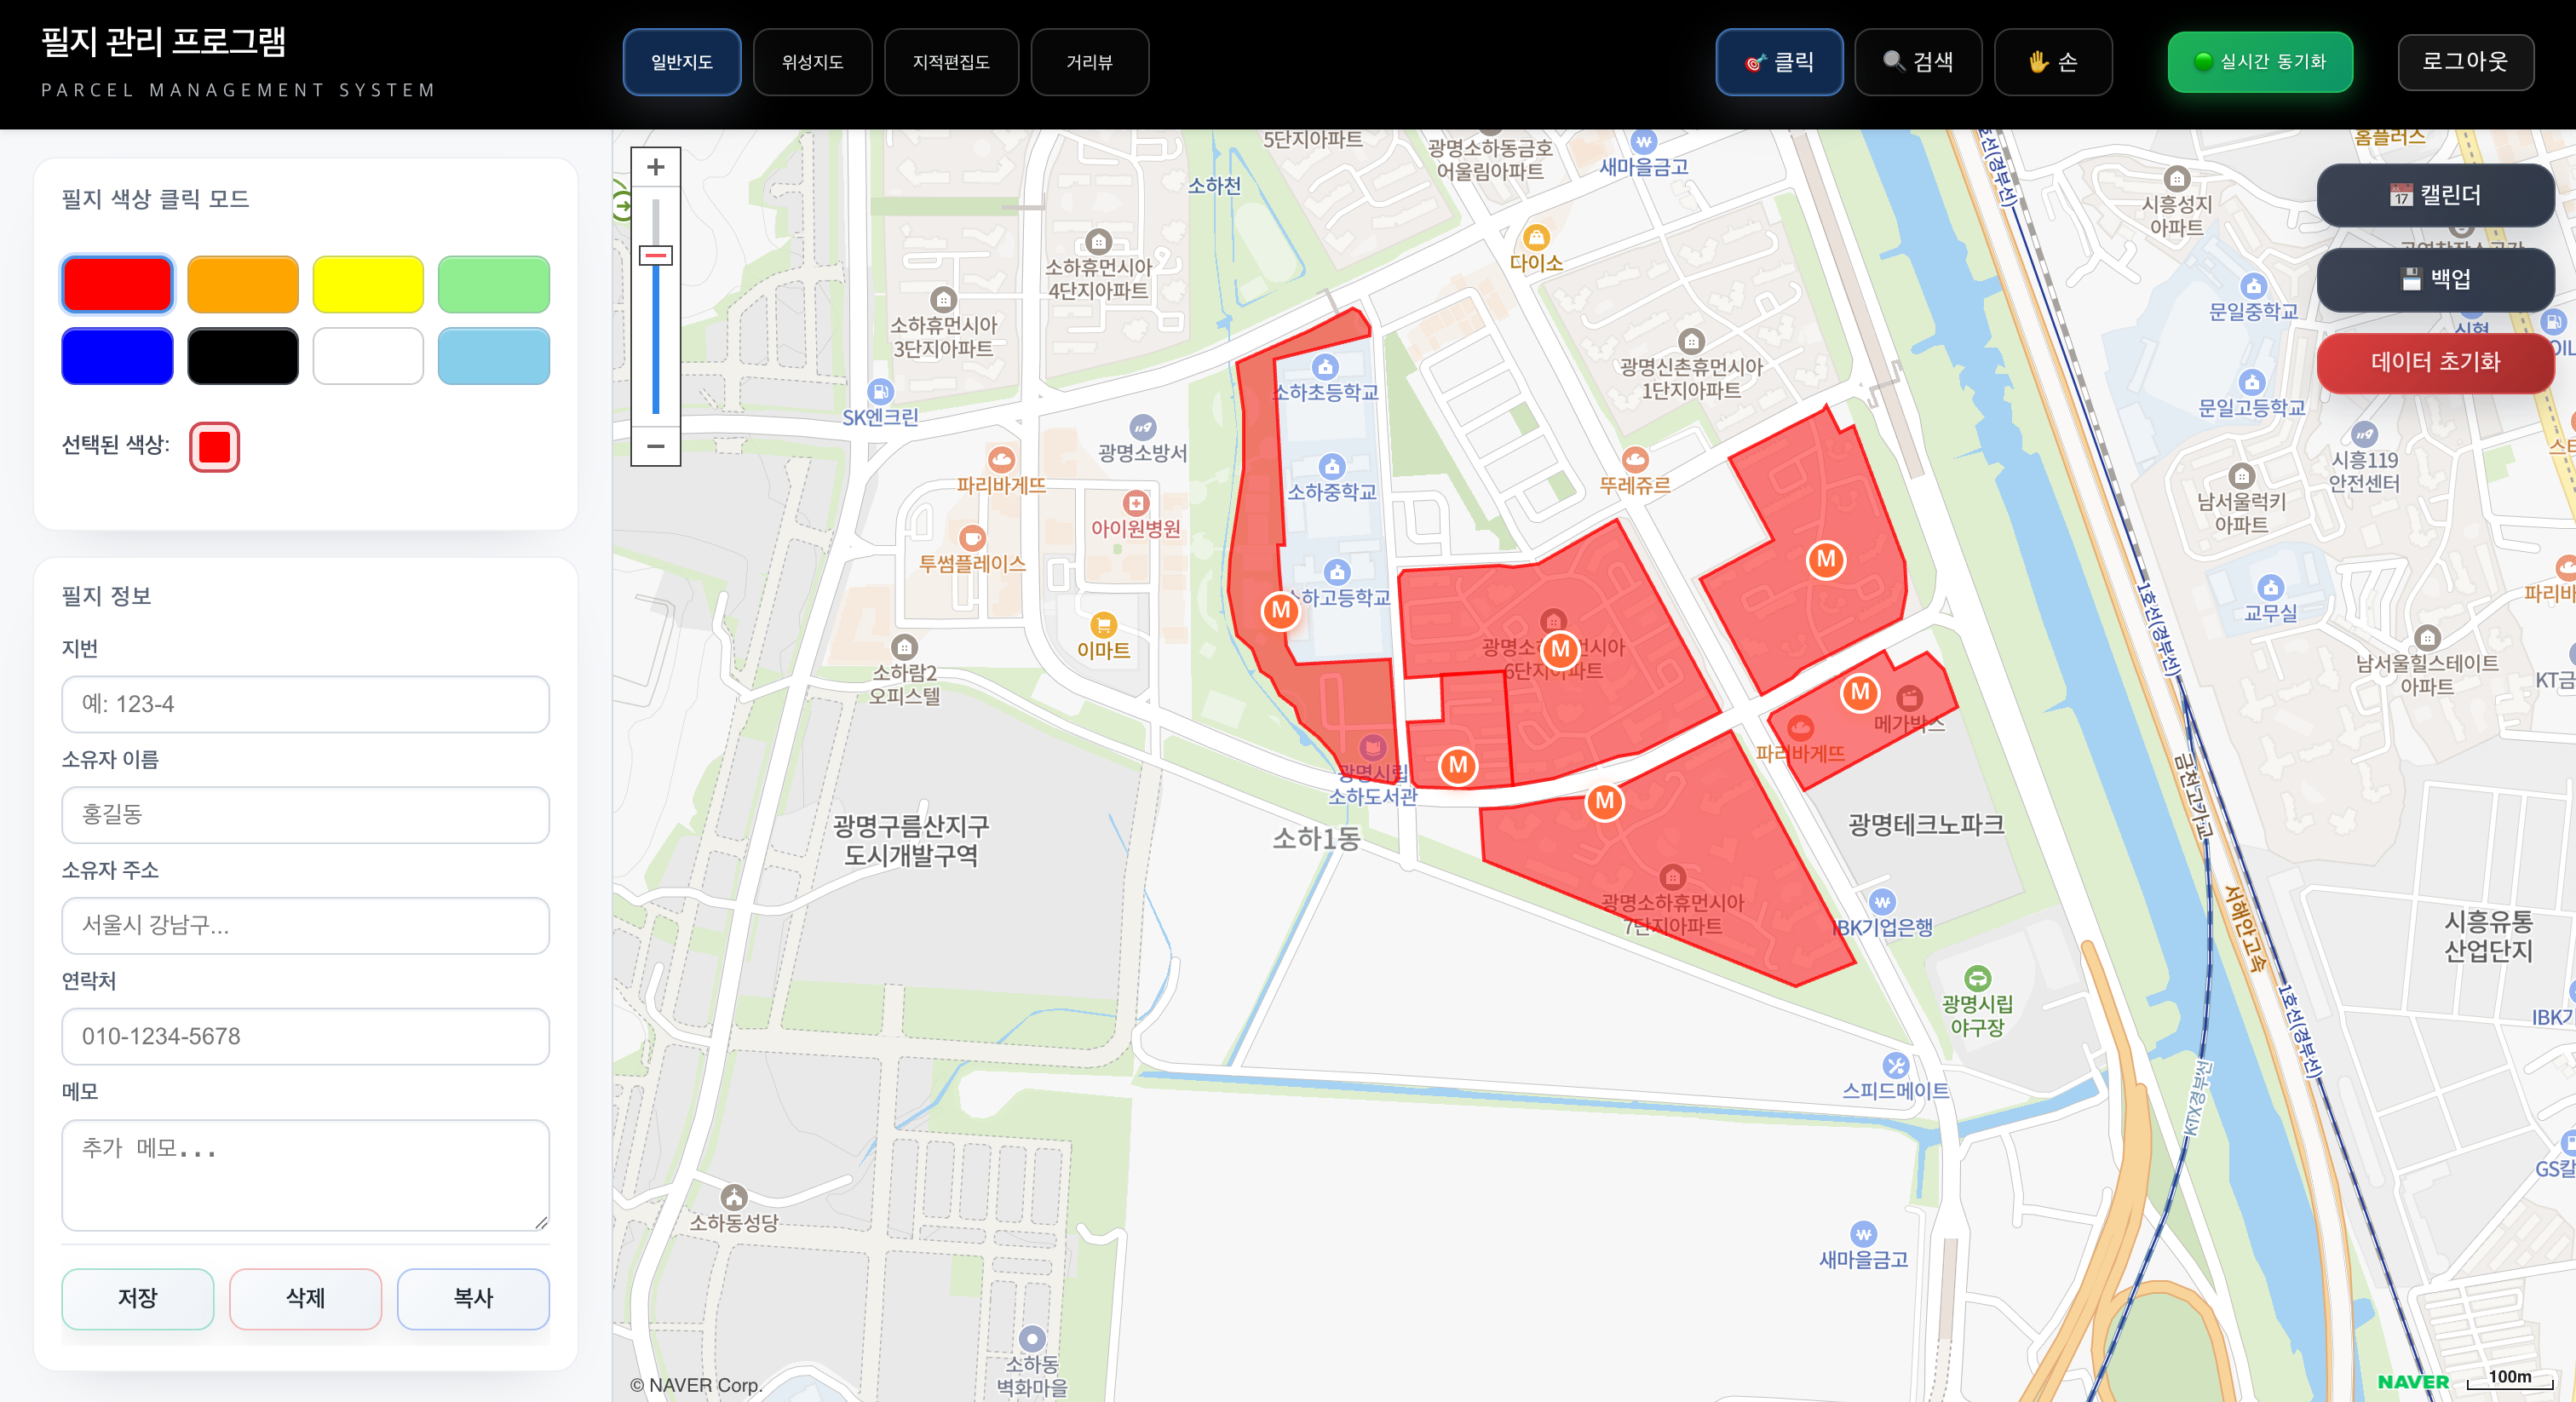 필지 관리 프로그램
PARCEL MANAGEMENT SYSTEM
일반지도
위성지도
지적편집도
거리뷰
🎯 클릭
🔍 검색
✋ 손
실시간 동기화
로그아웃
필지 색상 클릭 모드
선택된 색상:
필지 정보
지번
예: 123-4
소유자 이름
홍길동
소유자 주소
서울시 강남구...
연락처
010-1234-5678
메모
추가 메모...
저장
삭제
복사
+
−
📅 캘린더
💾 백업
데이터 초기화
5단지아파트
광명소하동금호
어울림아파트
새마을금고
홈플러스
1호선(경부선)
소하천
시흥성지
아파트
다이소
소하휴먼시아
4단지아파트
소하휴먼시아
3단지아파트
문일중학교
광명신촌휴먼시아
1단지아파트
소하초등학교
SK엔크린
문일고등학교
광명소방서
시흥119
안전센터
파리바게뜨
소하중학교
뚜레쥬르
남서울럭키
아파트
아이원병원
투썸플레이스
M
소하고등학교
M
교무실
이마트
광명소하휴먼시아
6단지아파트
M
1호선(경부선)
남서울힐스테이트
아파트
소하람2
오피스텔
M
메가박스
파리바게뜨
M
M
광명시립
소하도서관
금천고가교
광명구름산지구
도시개발구역
소하1동
광명테크노파크
광명소하휴먼시아
7단지아파트
IBK기업은행
서해안고속
시흥유통
산업단지
광명시립
야구장
1호선(경부선)
스피드메이트
KTX경부선
소하동성당
새마을금고
소하동
벽화마을
© NAVER Corp.
NAVER
100m